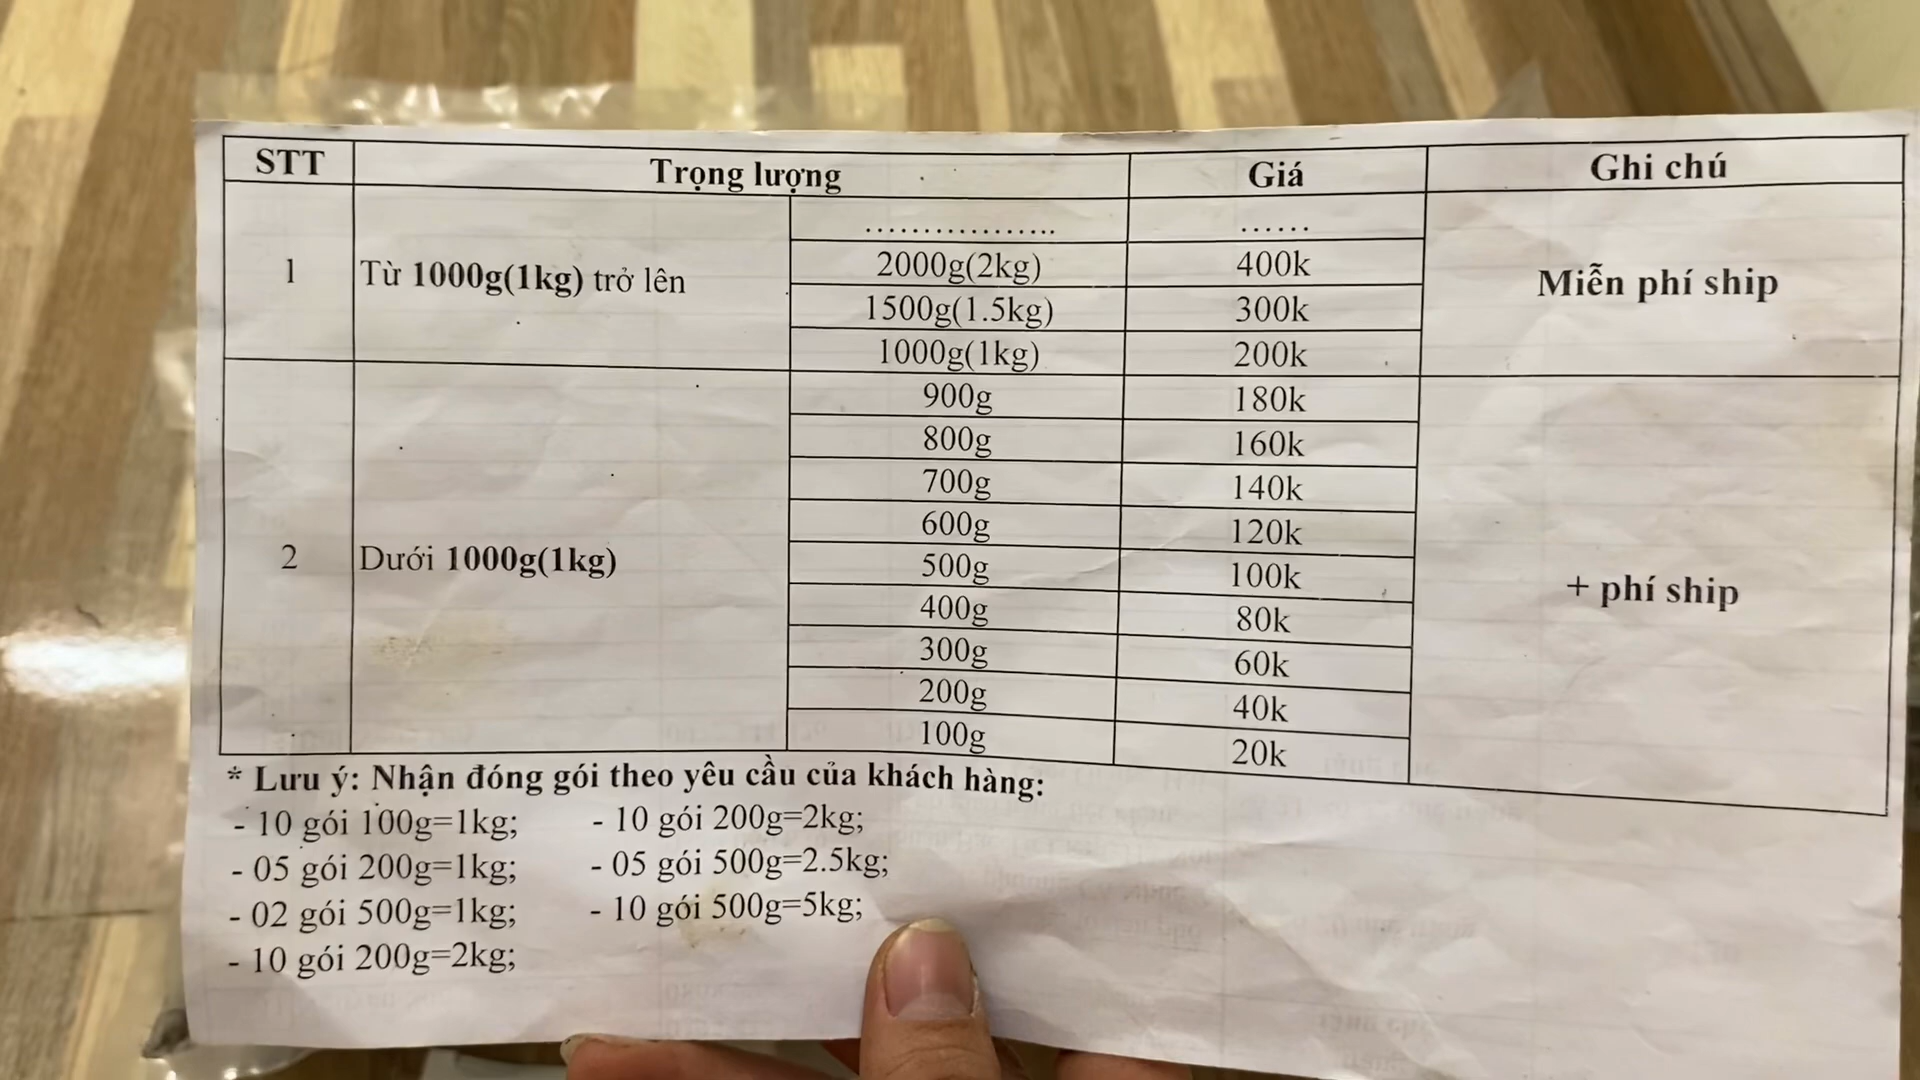 STT Trọng lượng Giá Ghi chú
……………….. ……
1 Từ 1000g(1kg) trở lên 2000g(2kg) 400k Miễn phí ship
1500g(1.5kg) 300k
1000g(1kg) 200k
900g 180k
800g 160k
700g 140k
600g 120k
2 Dưới 1000g(1kg) 500g 100k + phí ship
400g 80k
300g 60k
200g 40k
100g 20k
* Lưu ý: Nhận đóng gói theo yêu cầu của khách hàng:
- 10 gói 100g=1kg; - 10 gói 200g=2kg;
- 05 gói 200g=1kg; - 05 gói 500g=2.5kg;
- 02 gói 500g=1kg; - 10 gói 500g=5kg;
- 10 gói 200g=2kg;